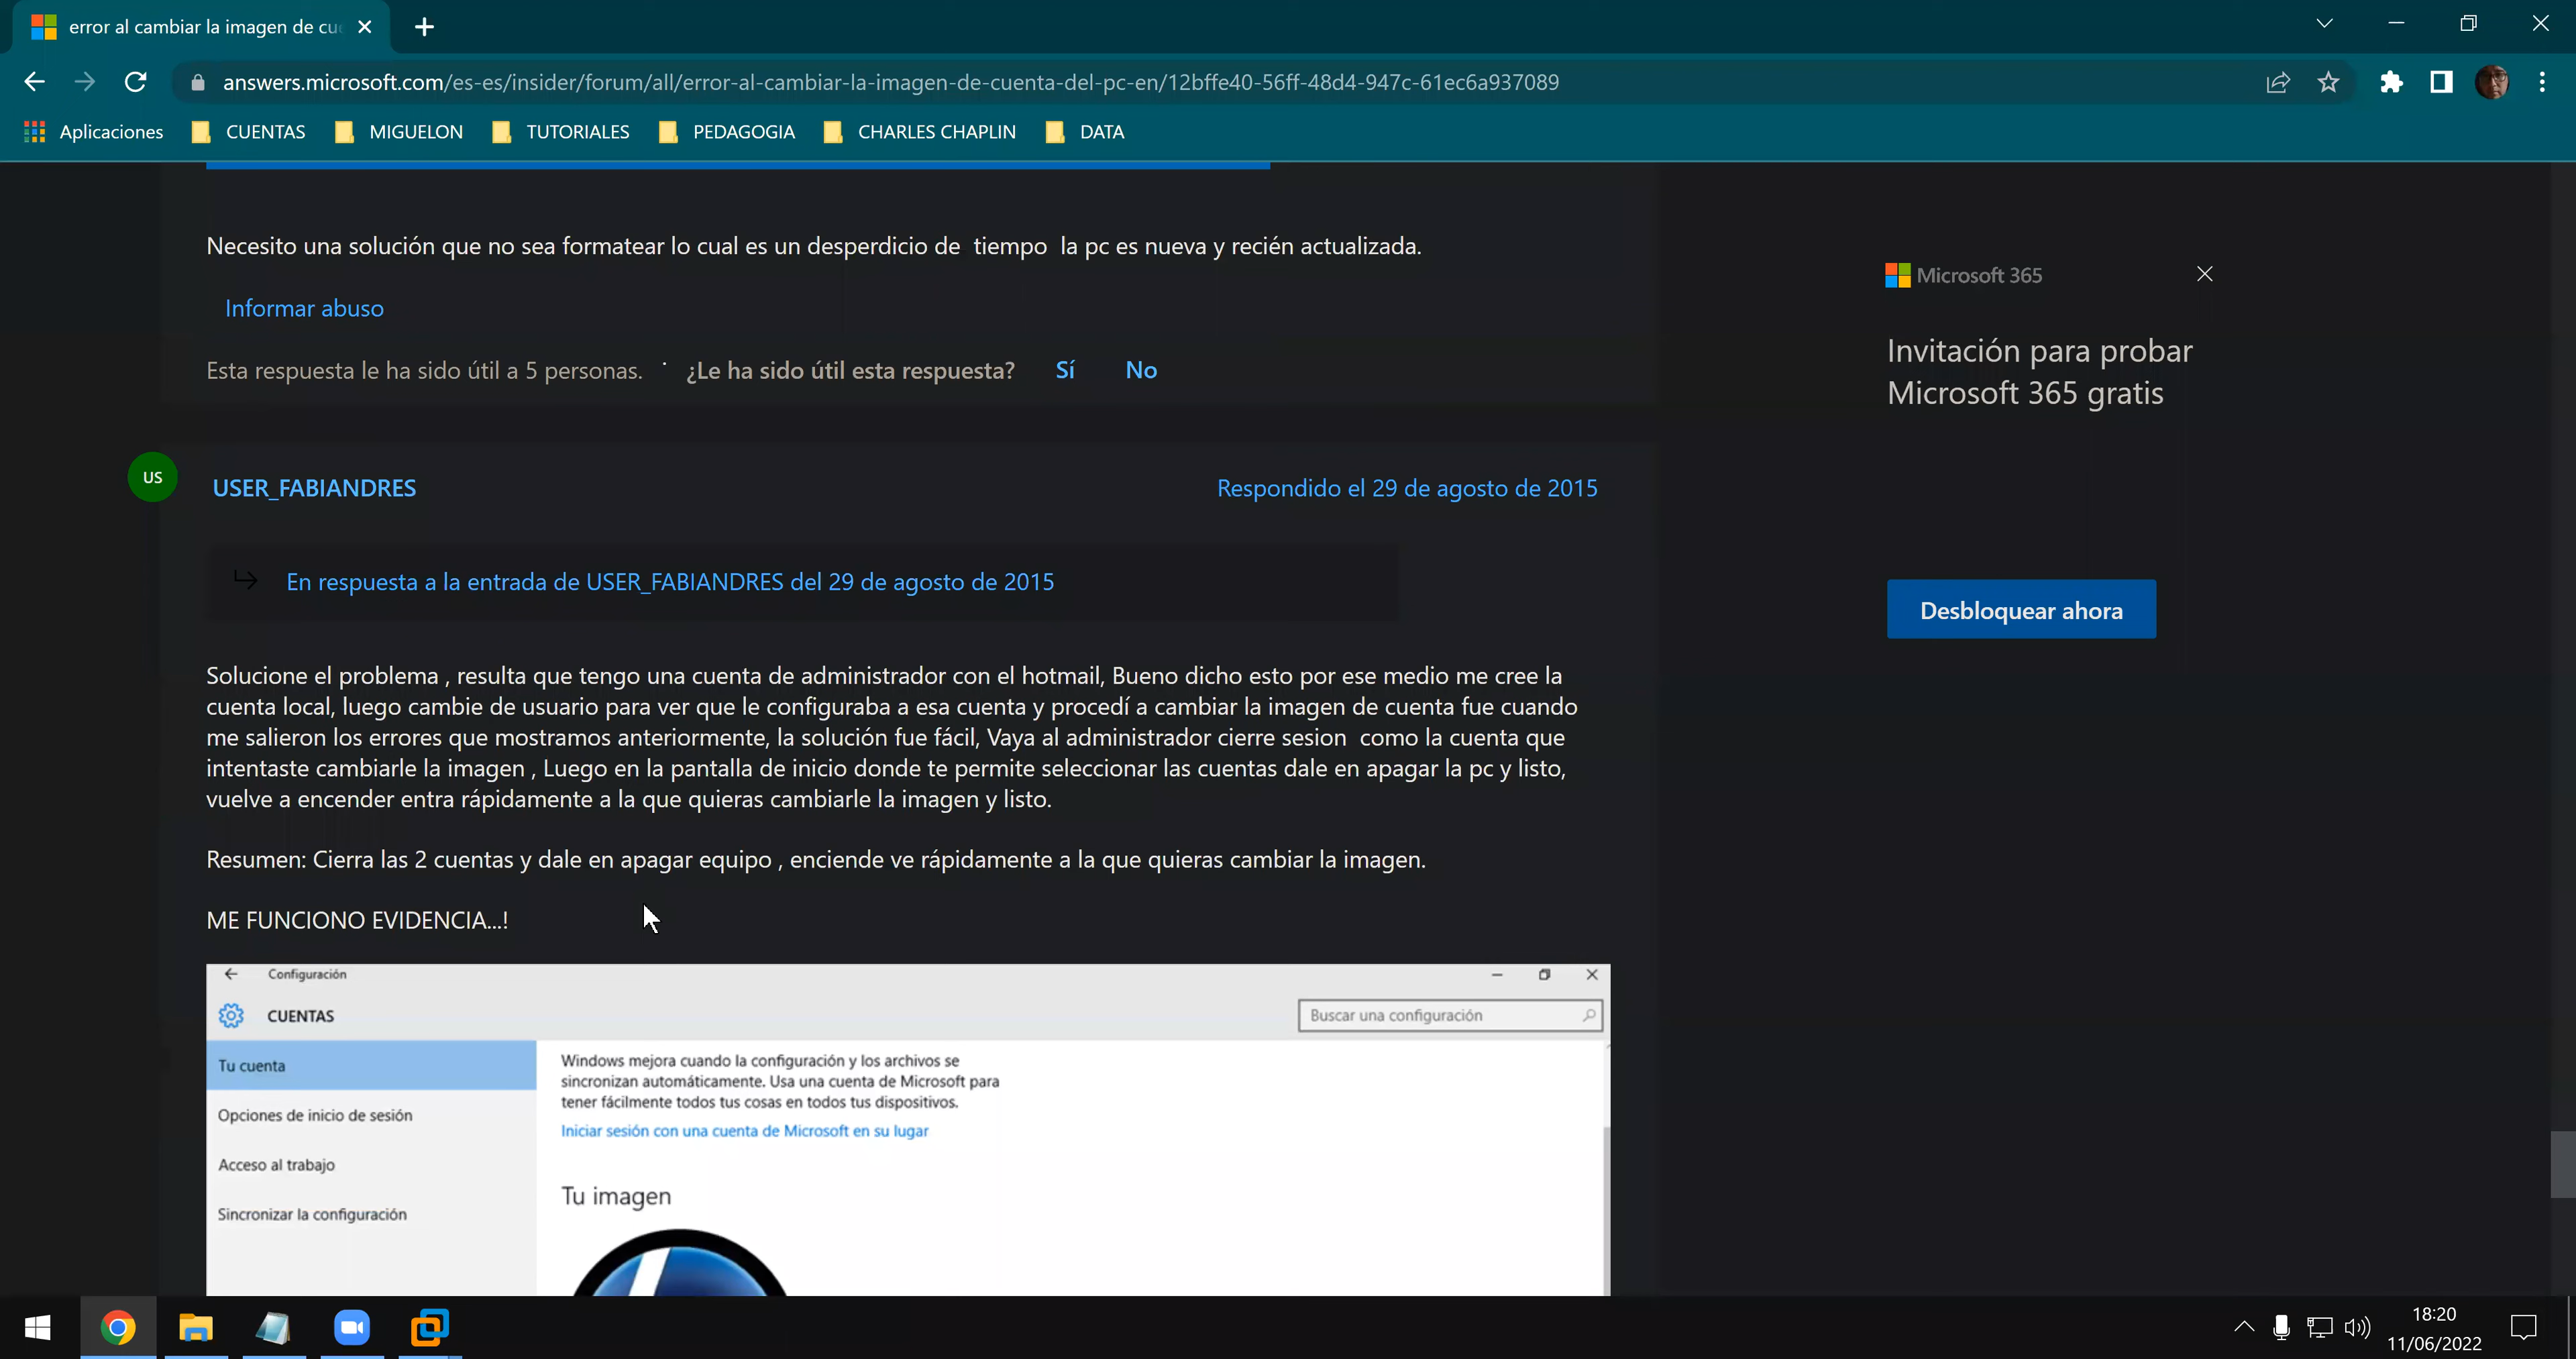 error al cambiar la imagen de cu
answers.microsoft.com/es-es/insider/forum/all/error-al-cambiar-la-imagen-de-cuenta-del-pc-en/12bffe40-56ff-48d4-947c-61ec6a937089
Aplicaciones CUENTAS MIGUELON TUTORIALES PEDAGOGIA CHARLES CHAPLIN DATA
Necesito una solución que no sea formatear lo cual es un desperdicio de tiempo la pc es nueva y recién actualizada.
Informar abuso
Esta respuesta le ha sido útil a 5 personas. · ¿Le ha sido útil esta respuesta? Sí No
Microsoft 365
Invitación para probar
Microsoft 365 gratis
Desbloquear ahora
US
USER_FABIANDRES
Respondido el 29 de agosto de 2015
En respuesta a la entrada de USER_FABIANDRES del 29 de agosto de 2015
Solucione el problema , resulta que tengo una cuenta de administrador con el hotmail, Bueno dicho esto por ese medio me cree la
cuenta local, luego cambie de usuario para ver que le configuraba a esa cuenta y procedí a cambiar la imagen de cuenta fue cuando
me salieron los errores que mostramos anteriormente, la solución fue fácil, Vaya al administrador cierre sesion como la cuenta que
intentaste cambiarle la imagen , Luego en la pantalla de inicio donde te permite seleccionar las cuentas dale en apagar la pc y listo,
vuelve a encender entra rápidamente a la que quieras cambiarle la imagen y listo.
Resumen: Cierra las 2 cuentas y dale en apagar equipo , enciende ve rápidamente a la que quieras cambiar la imagen.
ME FUNCIONO EVIDENCIA...!
Configuración
CUENTAS
Buscar una configuración
Tu cuenta
Opciones de inicio de sesión
Acceso al trabajo
Sincronizar la configuración
Windows mejora cuando la configuración y los archivos se
sincronizan automáticamente. Usa una cuenta de Microsoft para
tener fácilmente todos tus cosas en todos tus dispositivos.
Iniciar sesión con una cuenta de Microsoft en su lugar
Tu imagen
18:20
11/06/2022